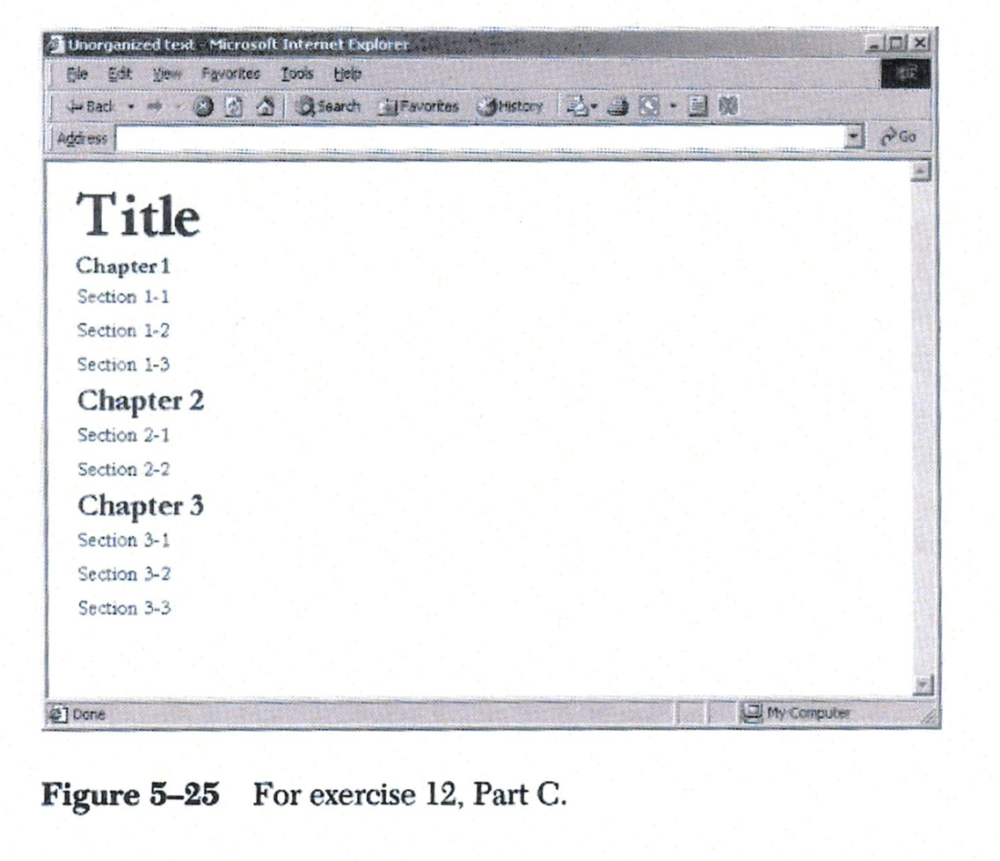 Unorganized text - Microsoft Internet Explorer
File Edit View Favorites Tools Help
Back Search Favorites History
Address Go
Title
Chapter 1
Section 1-1
Section 1-2
Section 1-3
Chapter 2
Section 2-1
Section 2-2
Chapter 3
Section 3-1
Section 3-2
Section 3-3
Done My Computer
Figure 5–25 For exercise 12, Part C.